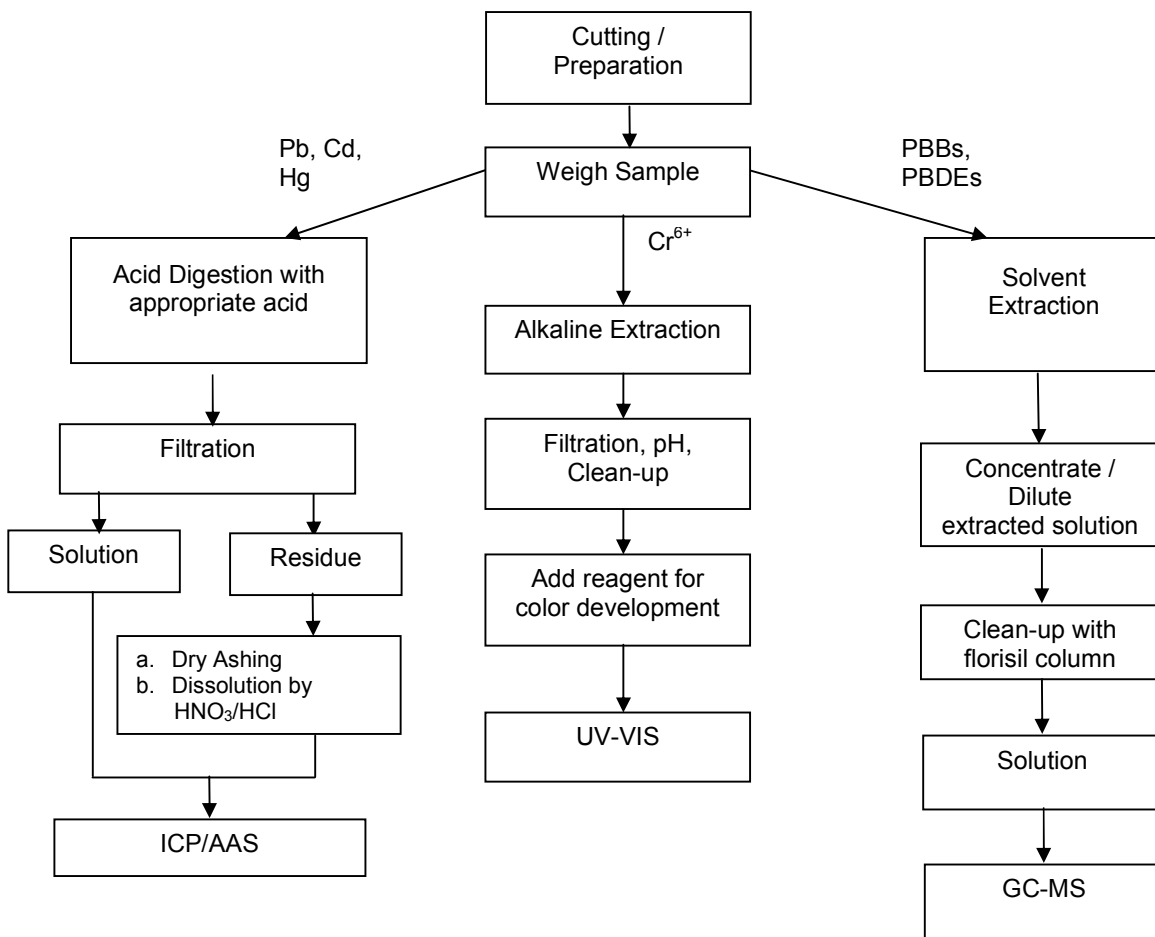 Cutting /
Preparation
Pb, Cd,
Hg
Weigh Sample
PBBs,
PBDEs
Cr⁶⁺
Acid Digestion with
appropriate acid
Alkaline Extraction
Solvent
Extraction
Filtration
Filtration, pH,
Clean-up
Concentrate /
Dilute
extracted solution
Solution
Residue
Add reagent for
color development
Clean-up with
florisil column
a. Dry Ashing
b. Dissolution by
HNO₃/HCl
UV-VIS
Solution
ICP/AAS
GC-MS